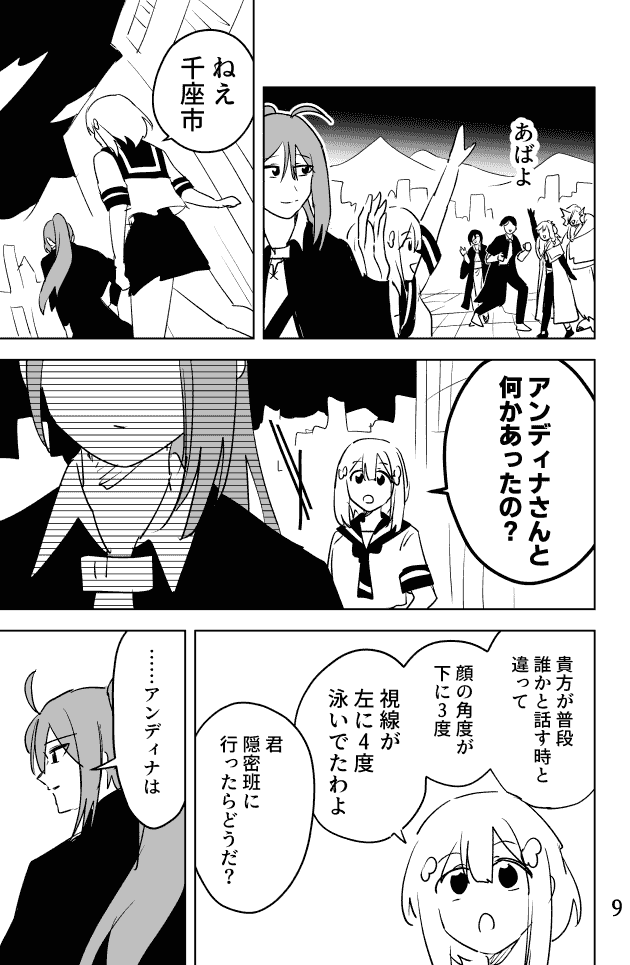 あばよ
ねえ
千座市
アンディナさんと
何かあったの？
貴方が普段
誰かと話す時と
違って
顔の角度が
下に3度
視線が
左に4度
泳いでたわよ
君
隠密班に
行ったらどうだ？
……アンディナは
9